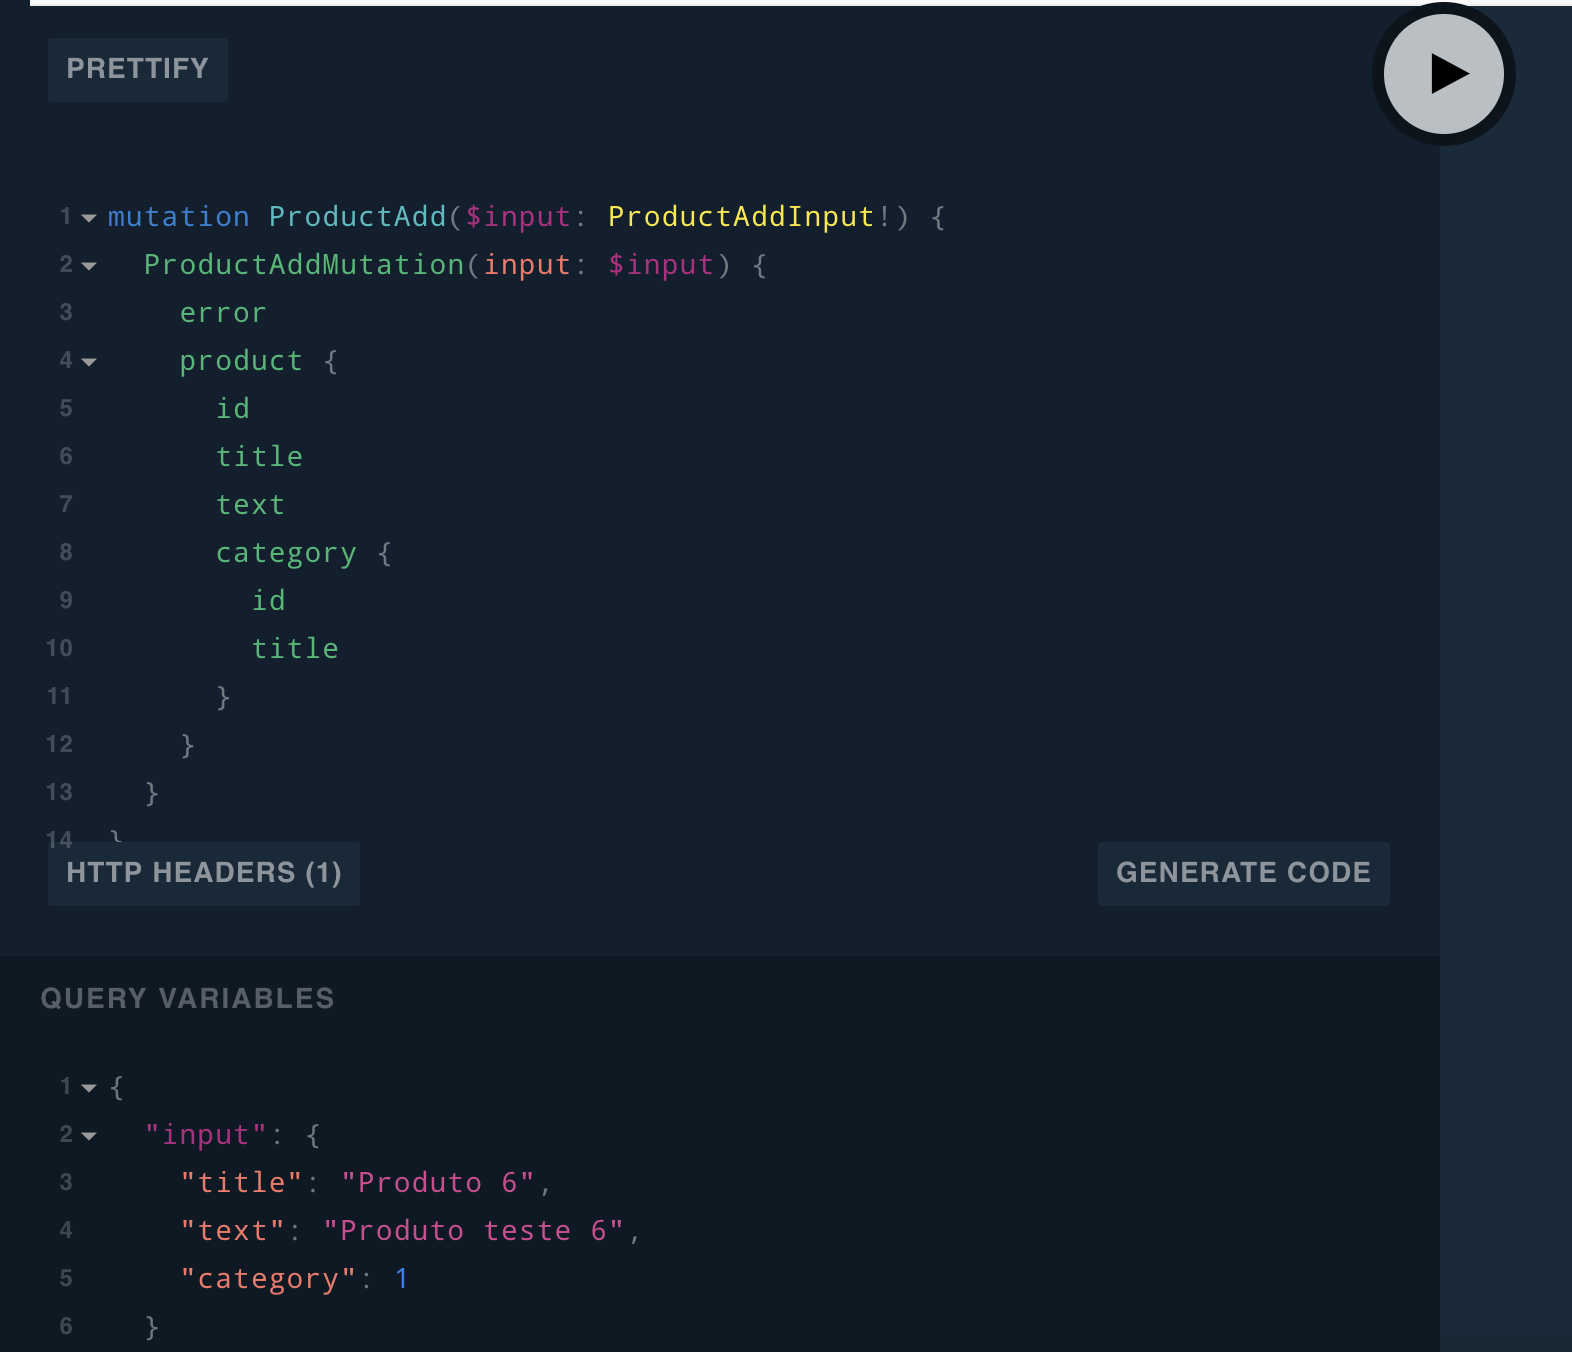 PRETTIFY
1 mutation ProductAdd($input: ProductAddInput!) {
2 ProductAddMutation(input: $input) {
3 error
4 product {
5 id
6 title
7 text
8 category {
9 id
10 title
11 }
12 }
13 }
14 }
HTTP HEADERS (1) GENERATE CODE
QUERY VARIABLES
1 {
2 "input": {
3 "title": "Produto 6",
4 "text": "Produto teste 6",
5 "category": 1
6 }